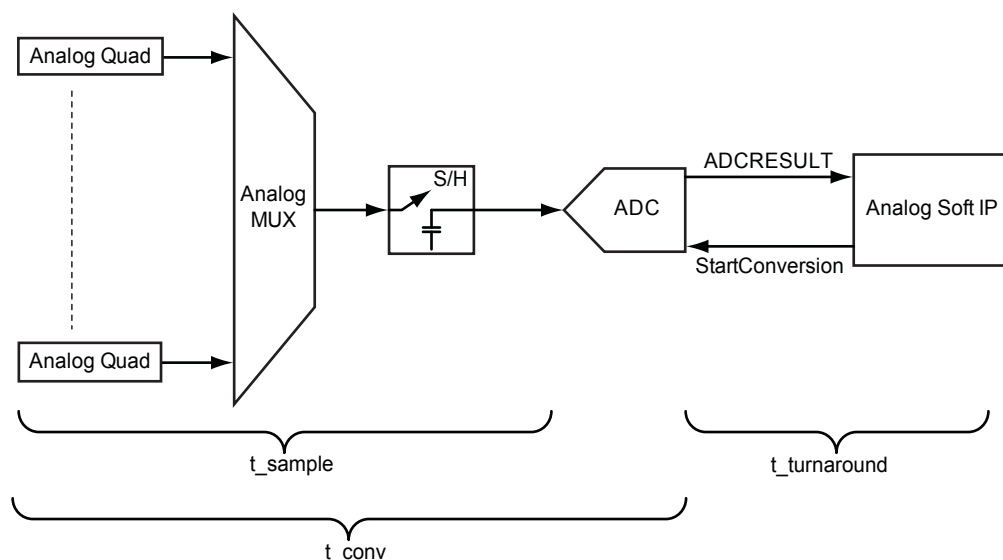 Analog Quad
Analog
MUX
S/H
ADC
ADCRESULT
StartConversion
Analog Soft IP
Analog Quad
t_sample
t_turnaround
t_conv